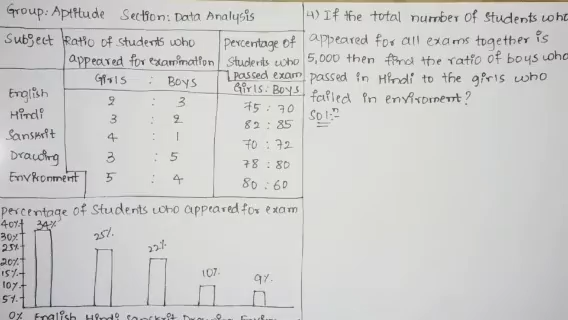 Group: Aptitude Section: Data Analysis
Subject Ratio of Students who appeared for examination Percentage of Students who Passed exam
Girls : Boys Girls : Boys
English 2 : 3 75 : 70
Hindi 3 : 2 82 : 85
Sanskrit 4 : 1 70 : 72
Drawing 3 : 5 78 : 80
Environment 5 : 4 80 : 60
percentage of Students who appeared for exam
40%
30%
25%
20%
15%
10%
5%
0%
34% 25% 22% 10% 9%
English Hindi Sanskrit Drawing
4) If the total number of Students who
appeared for all exams together is
5,000 then find the ratio of boys who
passed in Hindi to the girls who
failed in enviroment?
Sol:-